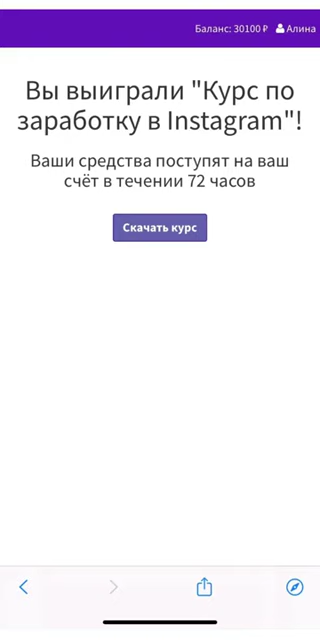 Баланс: 30100 ₽ Алина
Вы выиграли "Курс по
заработку в Instagram"!
Ваши средства поступят на ваш
счёт в течении 72 часов
Скачать курс